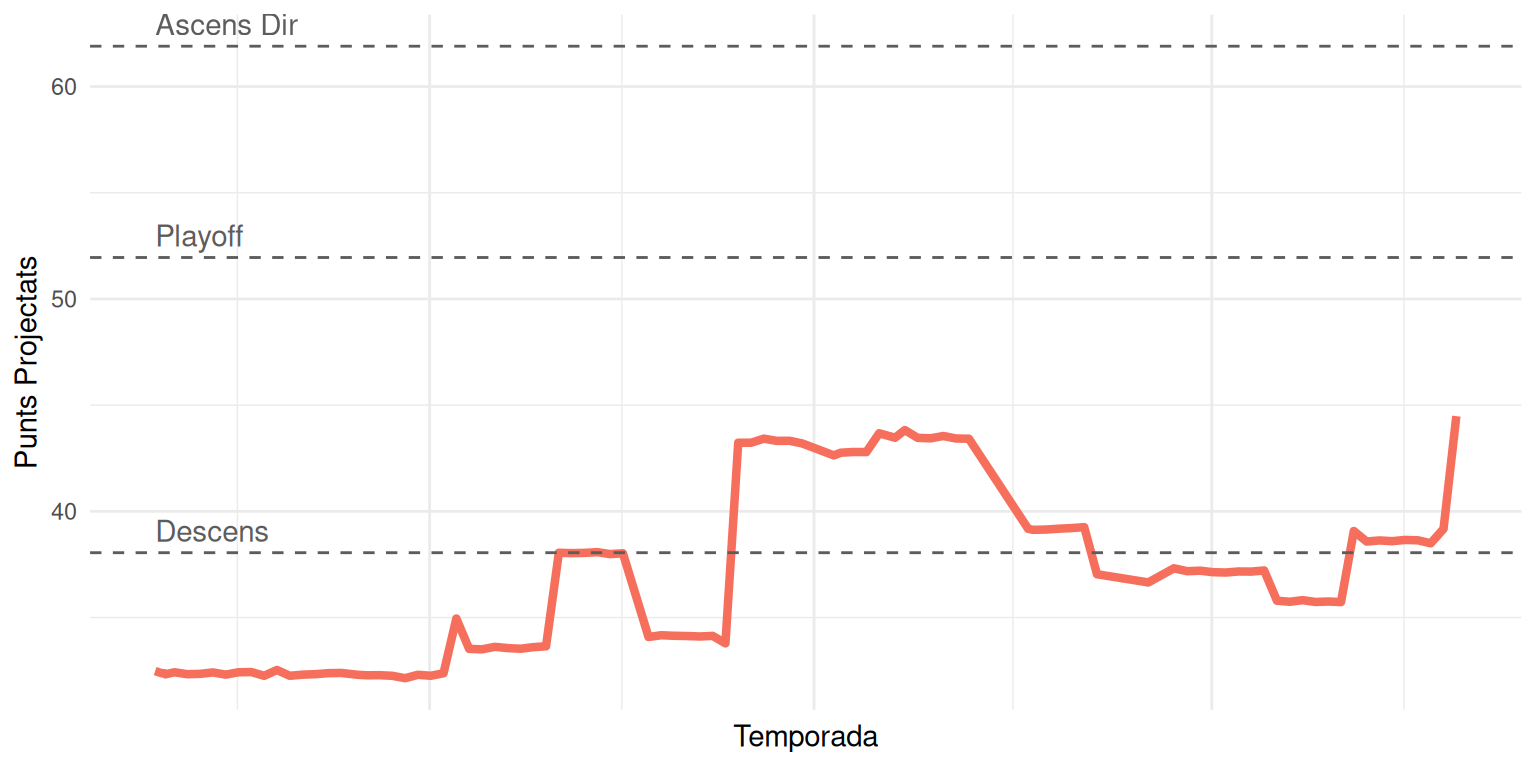 Ascens Dir
60
Playoff
50
Punts Projectats
40
Descens
Temporada